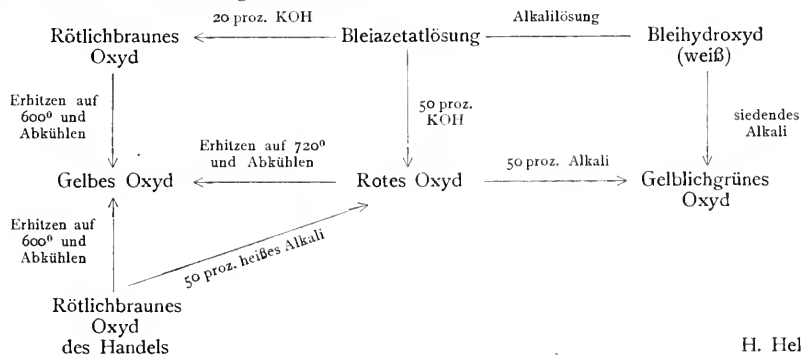 20 proz. KOH
Alkalilösung
Rötlichbraunes
Oxyd
Bleiazetatlösung
Bleihydroxyd
(weiß)
Erhitzen auf
600° und
Abkühlen
50 proz.
KOH
siedendes
Alkali
Erhitzen auf 720°
und Abkühlen
50 proz. Alkali
Gelbes Oxyd
Rotes Oxyd
Gelblichgrünes
Oxyd
Erhitzen auf
600° und
Abkühlen
50 proz. heißes Alkali
Rötlichbraunes
Oxyd
des Handels
H. Hel